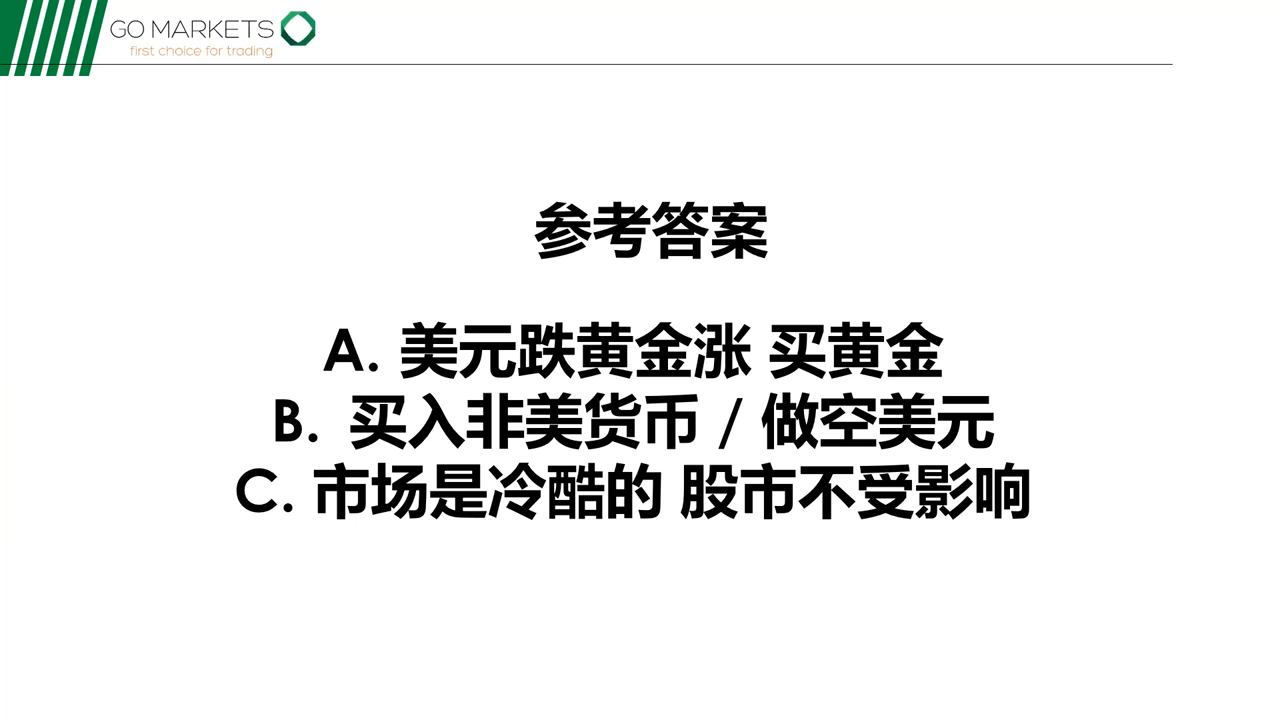 GO MARKETS
first choice for trading
参考答案
A. 美元跌黄金涨 买黄金
B. 买入非美货币 / 做空美元
C. 市场是冷酷的 股市不受影响